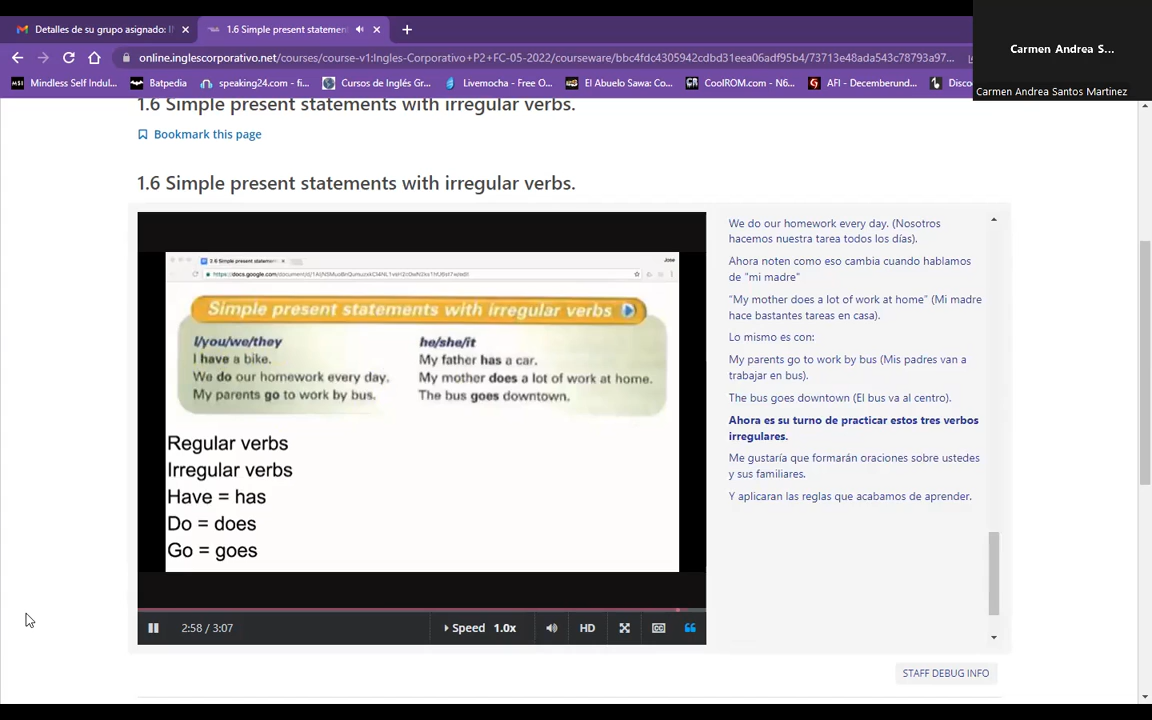 Detalles de su grupo asignado: I
1.6 Simple present statement
Carmen Andrea S...
online.inglescorporativo.net/courses/course-v1:Ingles-Corporativo+P2+FC-05-2022/courseware/bbc4fdc4305942cdbd31eea06adf95b4/73713e48ada543c78793a97...
Mindless Self Indul...
Batpedia
speaking24.com - fi...
Cursos de Inglés Gr...
Livemocha - Free O...
El Abuelo Sawa: Co...
CoolROM.com - N6...
AFI - Decemberund...
Disco
Carmen Andrea Santos Martinez
1.6 Simple present statements with irregular verbs.
Bookmark this page
1.6 Simple present statements with irregular verbs.
Simple present statements with irregular verbs
I/you/we/they
I have a bike.
We do our homework every day.
My parents go to work by bus.
he/she/it
My father has a car.
My mother does a lot of work at home.
The bus goes downtown.
Regular verbs
Irregular verbs
Have = has
Do = does
Go = goes
2:58 / 3:07
Speed 1.0x
HD
CC
We do our homework every day. (Nosotros
hacemos nuestra tarea todos los días).
Ahora noten como eso cambia cuando hablamos
de "mi madre"
"My mother does a lot of work at home" (Mi madre
hace bastantes tareas en casa).
Lo mismo es con:
My parents go to work by bus (Mis padres van a
trabajar en bus).
The bus goes downtown (El bus va al centro).
Ahora es su turno de practicar estos tres verbos
irregulares.
Me gustaría que formarán oraciones sobre ustedes
y sus familiares.
Y aplicaran las reglas que acabamos de aprender.
STAFF DEBUG INFO